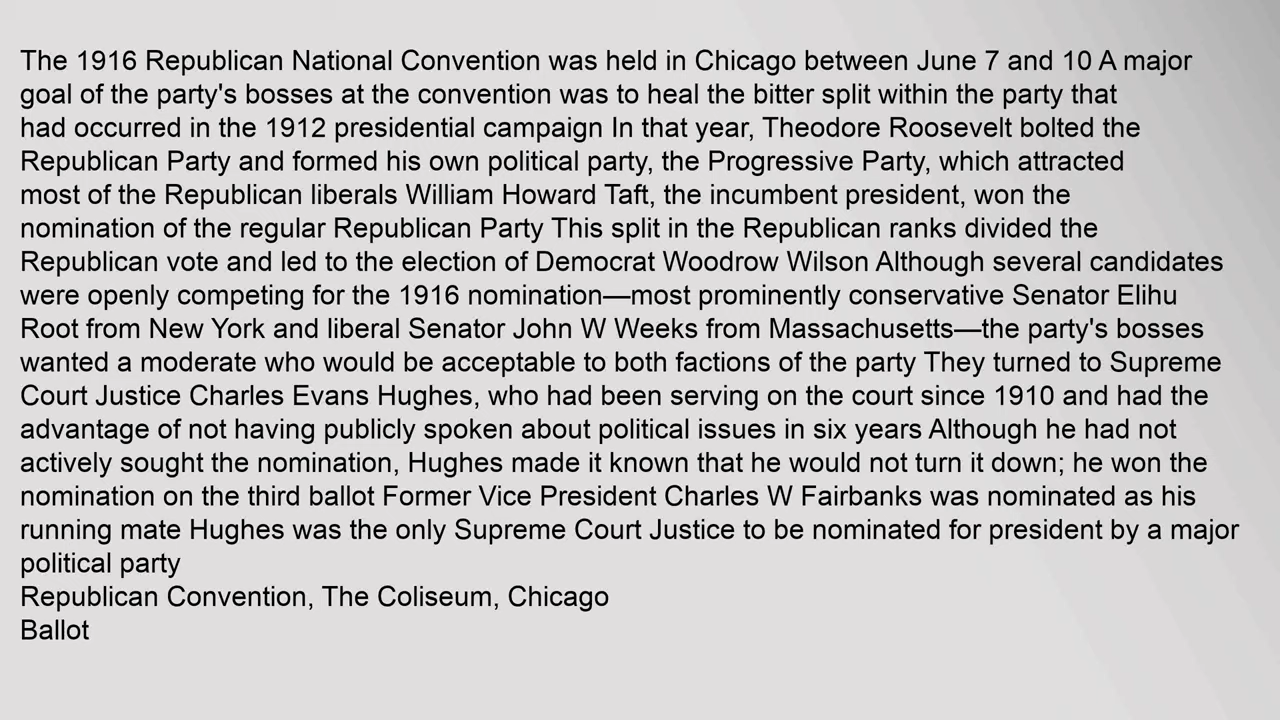 The 1916 Republican National Convention was held in Chicago between June 7 and 10 A major
goal of the party's bosses at the convention was to heal the bitter split within the party that
had occurred in the 1912 presidential campaign In that year, Theodore Roosevelt bolted the
Republican Party and formed his own political party, the Progressive Party, which attracted
most of the Republican liberals William Howard Taft, the incumbent president, won the
nomination of the regular Republican Party This split in the Republican ranks divided the
Republican vote and led to the election of Democrat Woodrow Wilson Although several candidates
were openly competing for the 1916 nomination—most prominently conservative Senator Elihu
Root from New York and liberal Senator John W Weeks from Massachusetts—the party's bosses
wanted a moderate who would be acceptable to both factions of the party They turned to Supreme
Court Justice Charles Evans Hughes, who had been serving on the court since 1910 and had the
advantage of not having publicly spoken about political issues in six years Although he had not
actively sought the nomination, Hughes made it known that he would not turn it down; he won the
nomination on the third ballot Former Vice President Charles W Fairbanks was nominated as his
running mate Hughes was the only Supreme Court Justice to be nominated for president by a major
political party
Republican Convention, The Coliseum, Chicago
Ballot